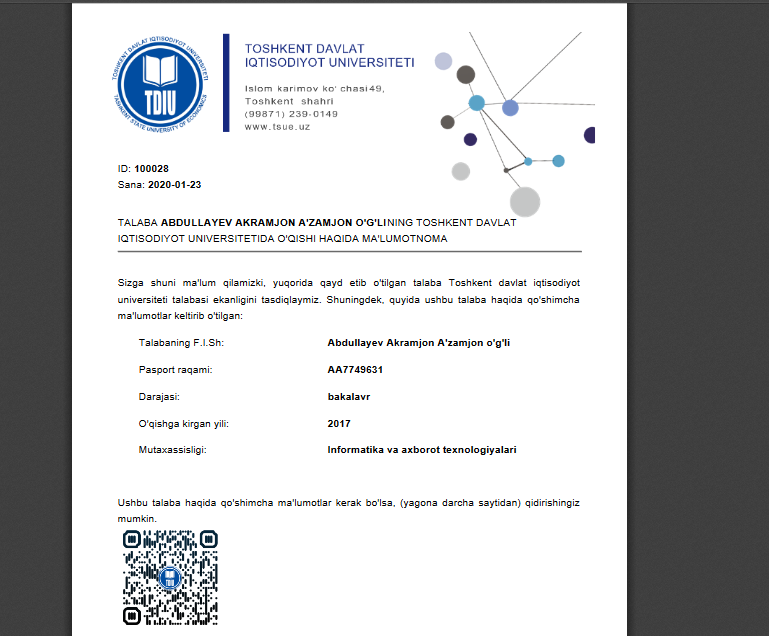 TOSHKENT DAVLAT IQTISODIYOT UNIVERSITETI
TDIU
TASHKENT STATE UNIVERSITY OF ECONOMICS
TOSHKENT DAVLAT
IQTISODIYOT UNIVERSITETI
Islom karimov ko' chasi49,
Toshkent shahri
(99871) 239-0149
www.tsue.uz
ID: 100028
Sana: 2020-01-23
TALABA ABDULLAYEV AKRAMJON A'ZAMJON O'G'LINING TOSHKENT DAVLAT
IQTISODIYOT UNIVERSITETIDA O'QISHI HAQIDA MA'LUMOTNOMA
Sizga shuni ma'lum qilamizki, yuqorida qayd etib o'tilgan talaba Toshkent davlat iqtisodiyot
universiteti talabasi ekanligini tasdiqlaymiz. Shuningdek, quyida ushbu talaba haqida qo'shimcha
ma'lumotlar keltirib o'tilgan:
Talabaning F.I.Sh: Abdullayev Akramjon A'zamjon o'g'li
Pasport raqami: AA7749631
Darajasi: bakalavr
O'qishga kirgan yili: 2017
Mutaxassisligi: Informatika va axborot texnologiyalari
Ushbu talaba haqida qo'shimcha ma'lumotlar kerak bo'lsa, (yagona darcha saytidan) qidirishingiz
mumkin.
TDIU